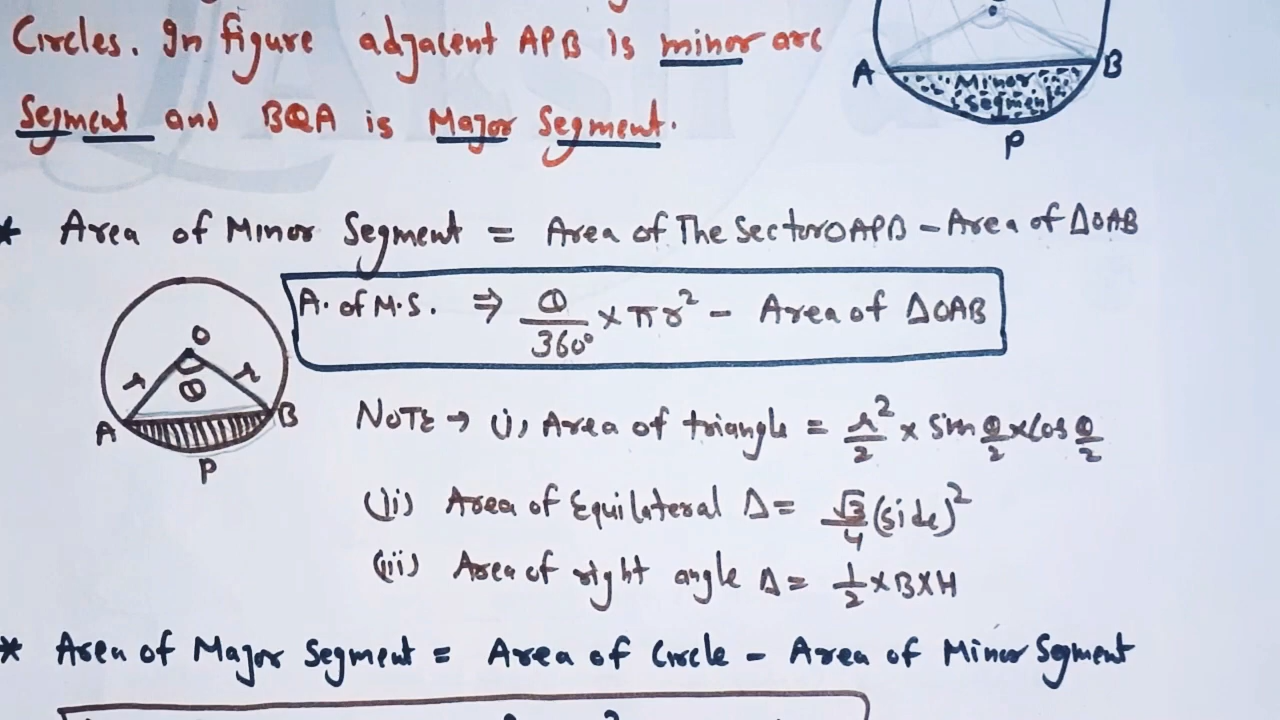 Circles. In figure adjacent APB is minor arc
Segment and BQA is Major Segment.
A B
Minor
Segment
P
* Area of Minor Segment = Area of The Sector OAPB - Area of ΔOAB
A. of M.S. ⇒ θ/360° × πr² - Area of ΔOAB
O
r θ r
A B
P
NOTE → (i) Area of triangle = r²/2 × Sin θ/2 × Cos θ/2
(ii) Area of Equilateral Δ = √3/4 (side)²
(iii) Area of right angle Δ = 1/2 × B × H
* Area of Major Segment = Area of Circle - Area of Minor Segment